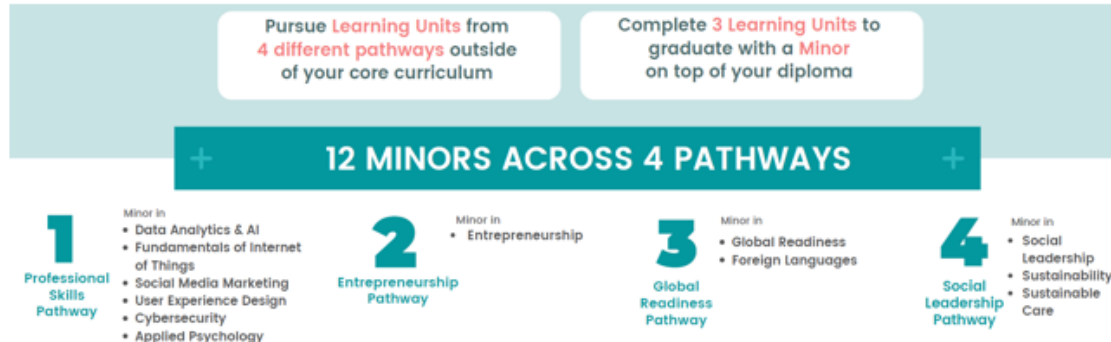 Pursue Learning Units from
4 different pathways outside
of your core curriculum
Complete 3 Learning Units to
graduate with a Minor
on top of your diploma
+ 12 MINORS ACROSS 4 PATHWAYS +
1
Professional
Skills
Pathway
Minor in
• Data Analytics & AI
• Fundamentals of Internet
of Things
• Social Media Marketing
• User Experience Design
• Cybersecurity
• Applied Psychology
2
Entrepreneurship
Pathway
Minor in
• Entrepreneurship
3
Global
Readiness
Pathway
Minor in
• Global Readiness
• Foreign Languages
4
Social
Leadership
Pathway
Minor in
• Social
Leadership
• Sustainability
• Sustainable
Care